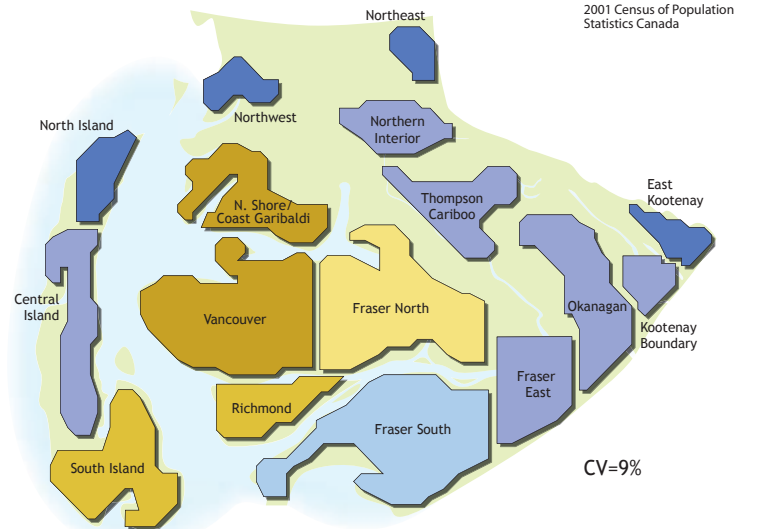 2001 Census of Population
Statistics Canada
Northeast
Northwest
North Island
Northern
Interior
N. Shore/
Coast Garibaldi
Thompson
Cariboo
East
Kootenay
Central
Island
Vancouver
Fraser North
Okanagan
Kootenay
Boundary
Richmond
Fraser South
Fraser
East
South Island
CV=9%